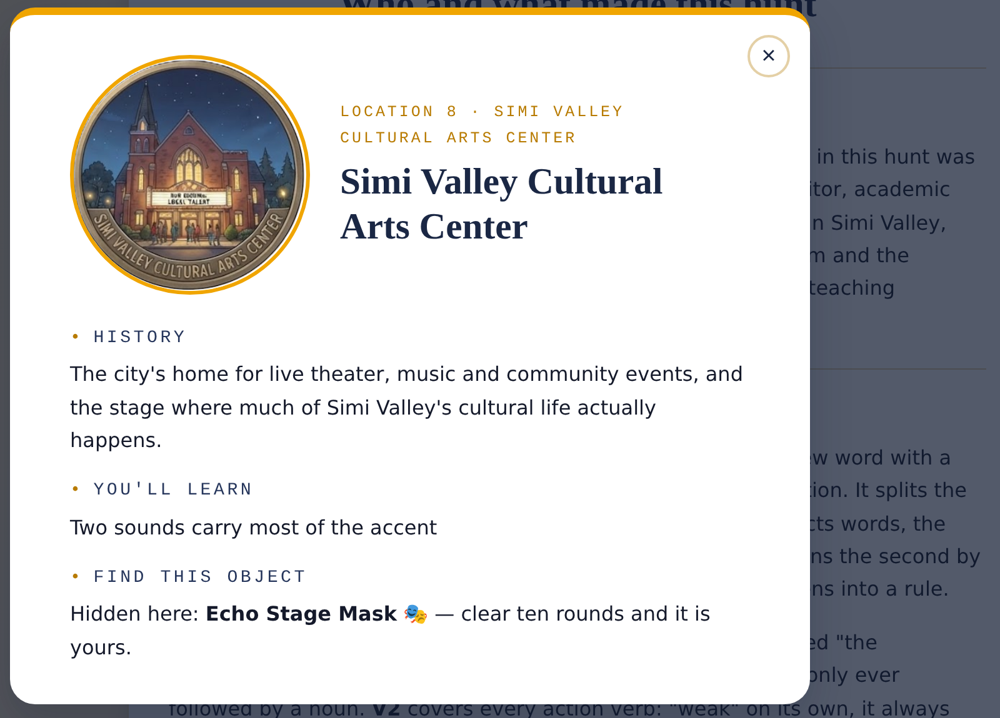 Who and what made this hunt
×
OUR EDCUING:
LOCAL TALENT
SIMI VALLEY CULTURAL ARTS CENTER
LOCATION 8 · SIMI VALLEY
CULTURAL ARTS CENTER
Simi Valley Cultural
Arts Center
• HISTORY
The city's home for live theater, music and community events, and
the stage where much of Simi Valley's cultural life actually
happens.
• YOU'LL LEARN
Two sounds carry most of the accent
• FIND THIS OBJECT
Hidden here: Echo Stage Mask 🎭 — clear ten rounds and it is
yours.
in this hunt was
itor, academic
n Simi Valley,
m and the
teaching
ew word with a
tion. It splits the
cts words, the
ns the second by
ens into a rule.
ed "the
only ever
followed by a noun. V2 covers every action verb: "weak" on its own, it always